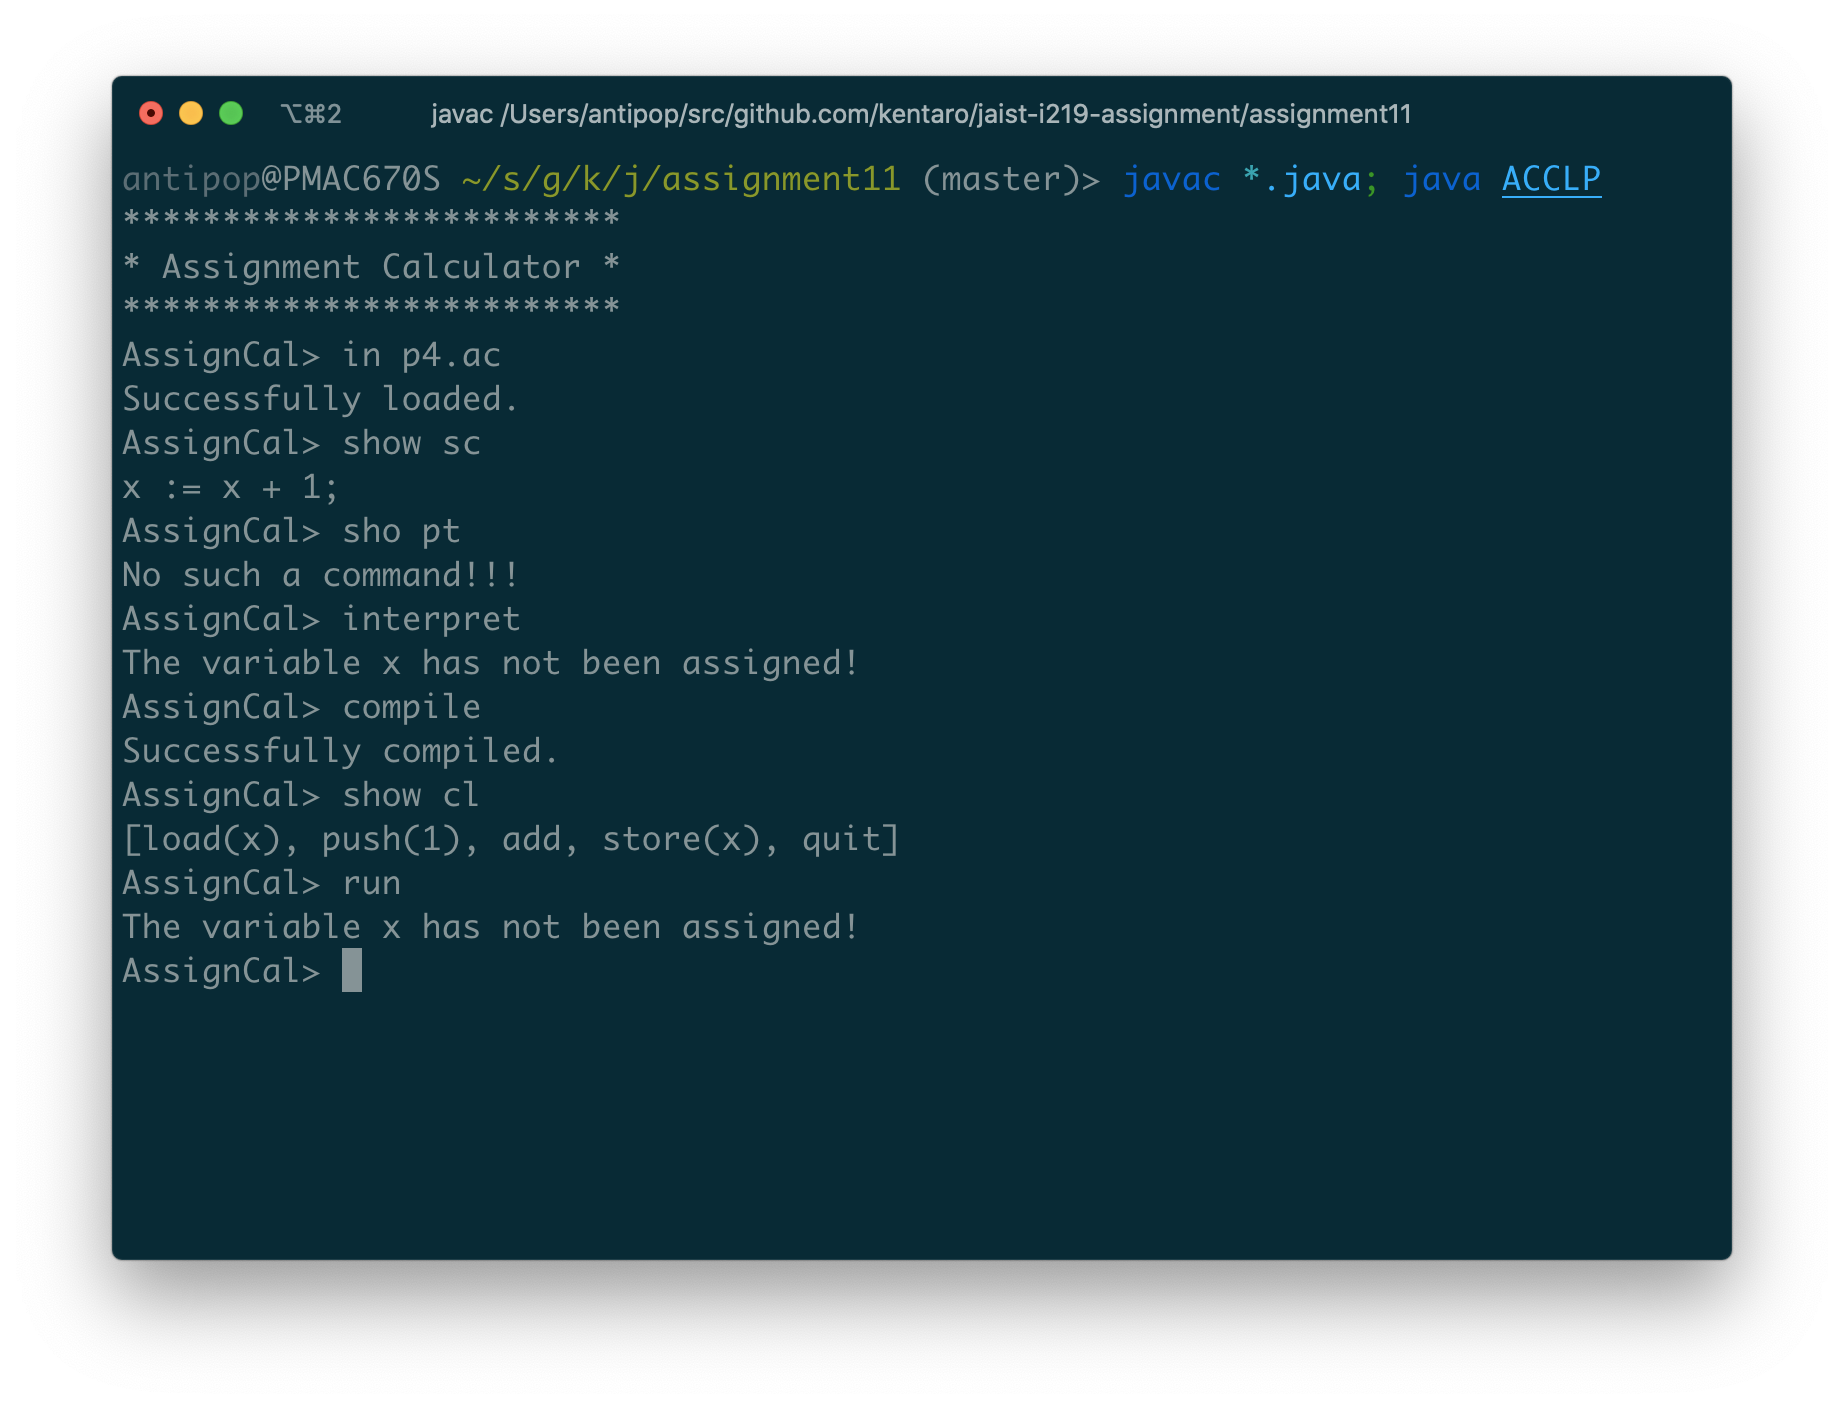 ⌥⌘2 javac /Users/antipop/src/github.com/kentaro/jaist-i219-assignment/assignment11
antipop@PMAC670S ~/s/g/k/j/assignment11 (master)> javac *.java; java ACCLP
*************************
* Assignment Calculator *
*************************
AssignCal> in p4.ac
Successfully loaded.
AssignCal> show sc
x := x + 1;
AssignCal> sho pt
No such a command!!!
AssignCal> interpret
The variable x has not been assigned!
AssignCal> compile
Successfully compiled.
AssignCal> show cl
[load(x), push(1), add, store(x), quit]
AssignCal> run
The variable x has not been assigned!
AssignCal>